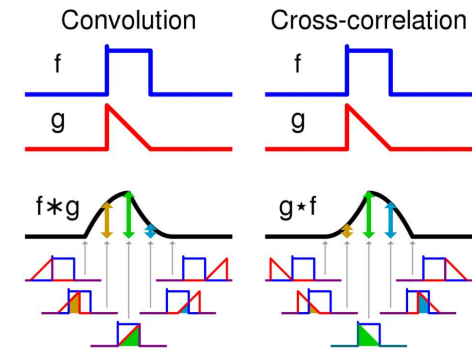 Convolution
f
g
f∗g
Cross-correlation
f
g
g⋆f